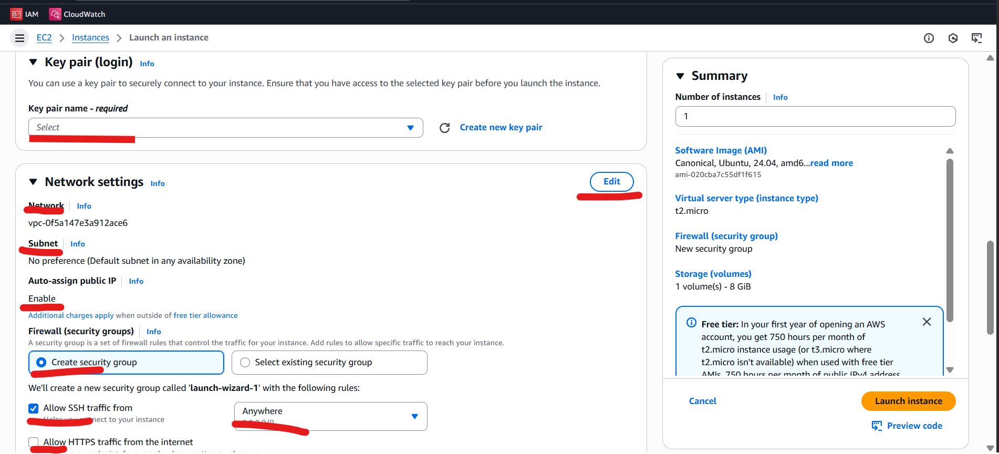 IAM CloudWatch
EC2 Instances Launch an instance
Key pair (login) Info
You can use a key pair to securely connect to your instance. Ensure that you have access to the selected key pair before you launch the instance.
Key pair name - required
Select
Create new key pair
Network settings Info
Edit
Network Info
vpc-0f5a147e3a912ace6
Subnet Info
No preference (Default subnet in any availability zone)
Auto-assign public IP Info
Enable
Additional charges apply when outside of free tier allowance
Firewall (security groups) Info
A security group is a set of firewall rules that control the traffic for your instance. Add rules to allow specific traffic to reach your instance.
Create security group
Select existing security group
We'll create a new security group called 'launch-wizard-1' with the following rules:
Allow SSH traffic from
Helps you connect to your instance
Anywhere
0.0.0.0/0
Allow HTTPS traffic from the internet
Summary
Number of instances Info
1
Software Image (AMI)
Canonical, Ubuntu, 24.04, amd6...read more
ami-020cba7c55df1f615
Virtual server type (instance type)
t2.micro
Firewall (security group)
New security group
Storage (volumes)
1 volume(s) - 8 GiB
Free tier: In your first year of opening an AWS
account, you get 750 hours per month of
t2.micro instance usage (or t3.micro where
t2.micro isn't available) when used with free tier
AMIs, 750 hours per month of public IPv4 address
Cancel
Launch instance
Preview code